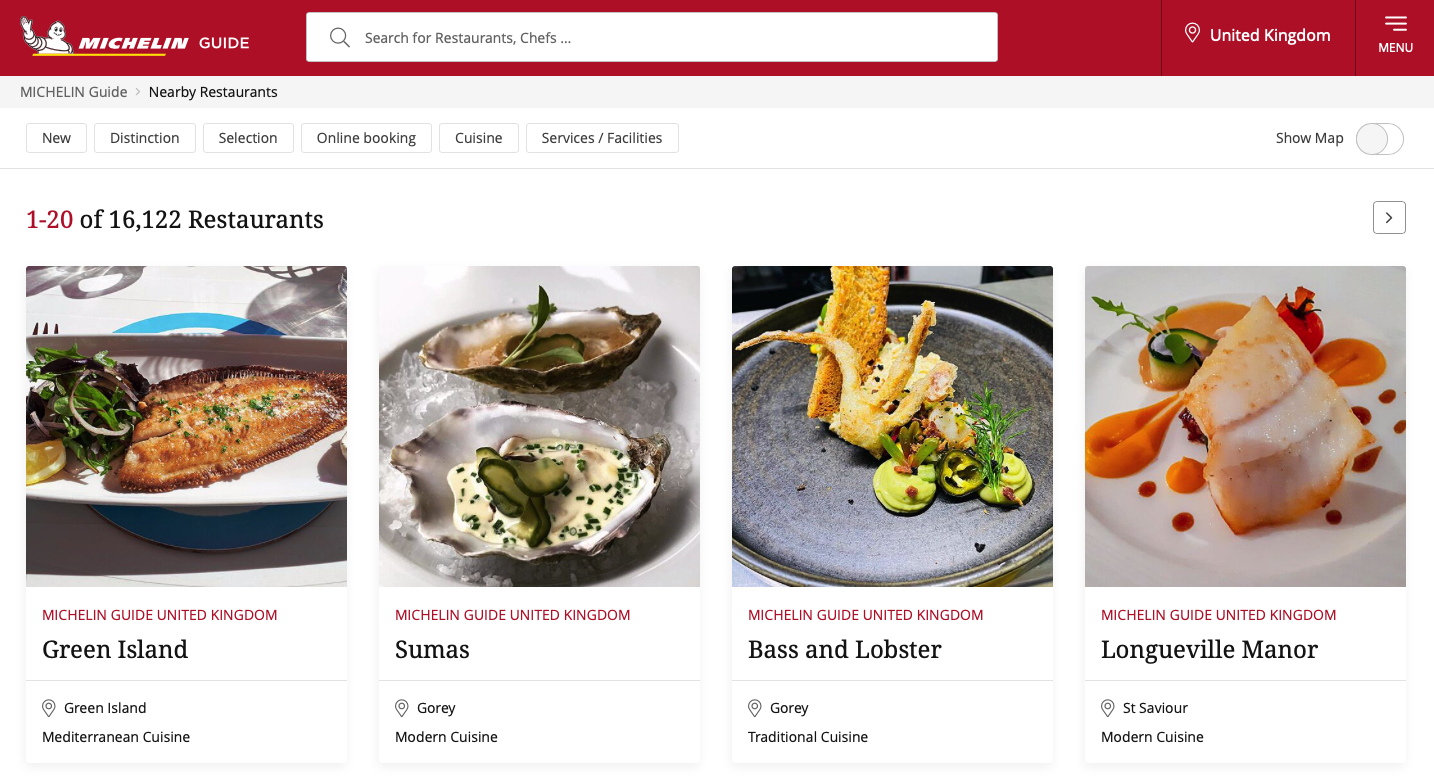 MICHELIN GUIDE
Search for Restaurants, Chefs ...
United Kingdom
MENU
MICHELIN Guide > Nearby Restaurants
New Distinction Selection Online booking Cuisine Services / Facilities Show Map
1-20 of 16,122 Restaurants
MICHELIN GUIDE UNITED KINGDOM
Green Island
Green Island
Mediterranean Cuisine
MICHELIN GUIDE UNITED KINGDOM
Sumas
Gorey
Modern Cuisine
MICHELIN GUIDE UNITED KINGDOM
Bass and Lobster
Gorey
Traditional Cuisine
MICHELIN GUIDE UNITED KINGDOM
Longueville Manor
St Saviour
Modern Cuisine